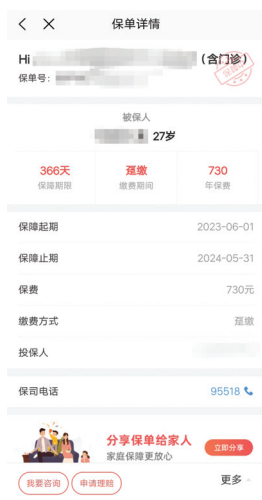 保单详情
Hi (含门诊)
保单号:
被保人
27岁
366天 趸缴 730
保障期限 缴费期间 年保费
保障起期 2023-06-01
保障止期 2024-05-31
保费 730元
缴费方式 趸缴
投保人
保司电话 95518
分享保单给家人
家庭保障更放心
立即分享
我要咨询 申请理赔 更多